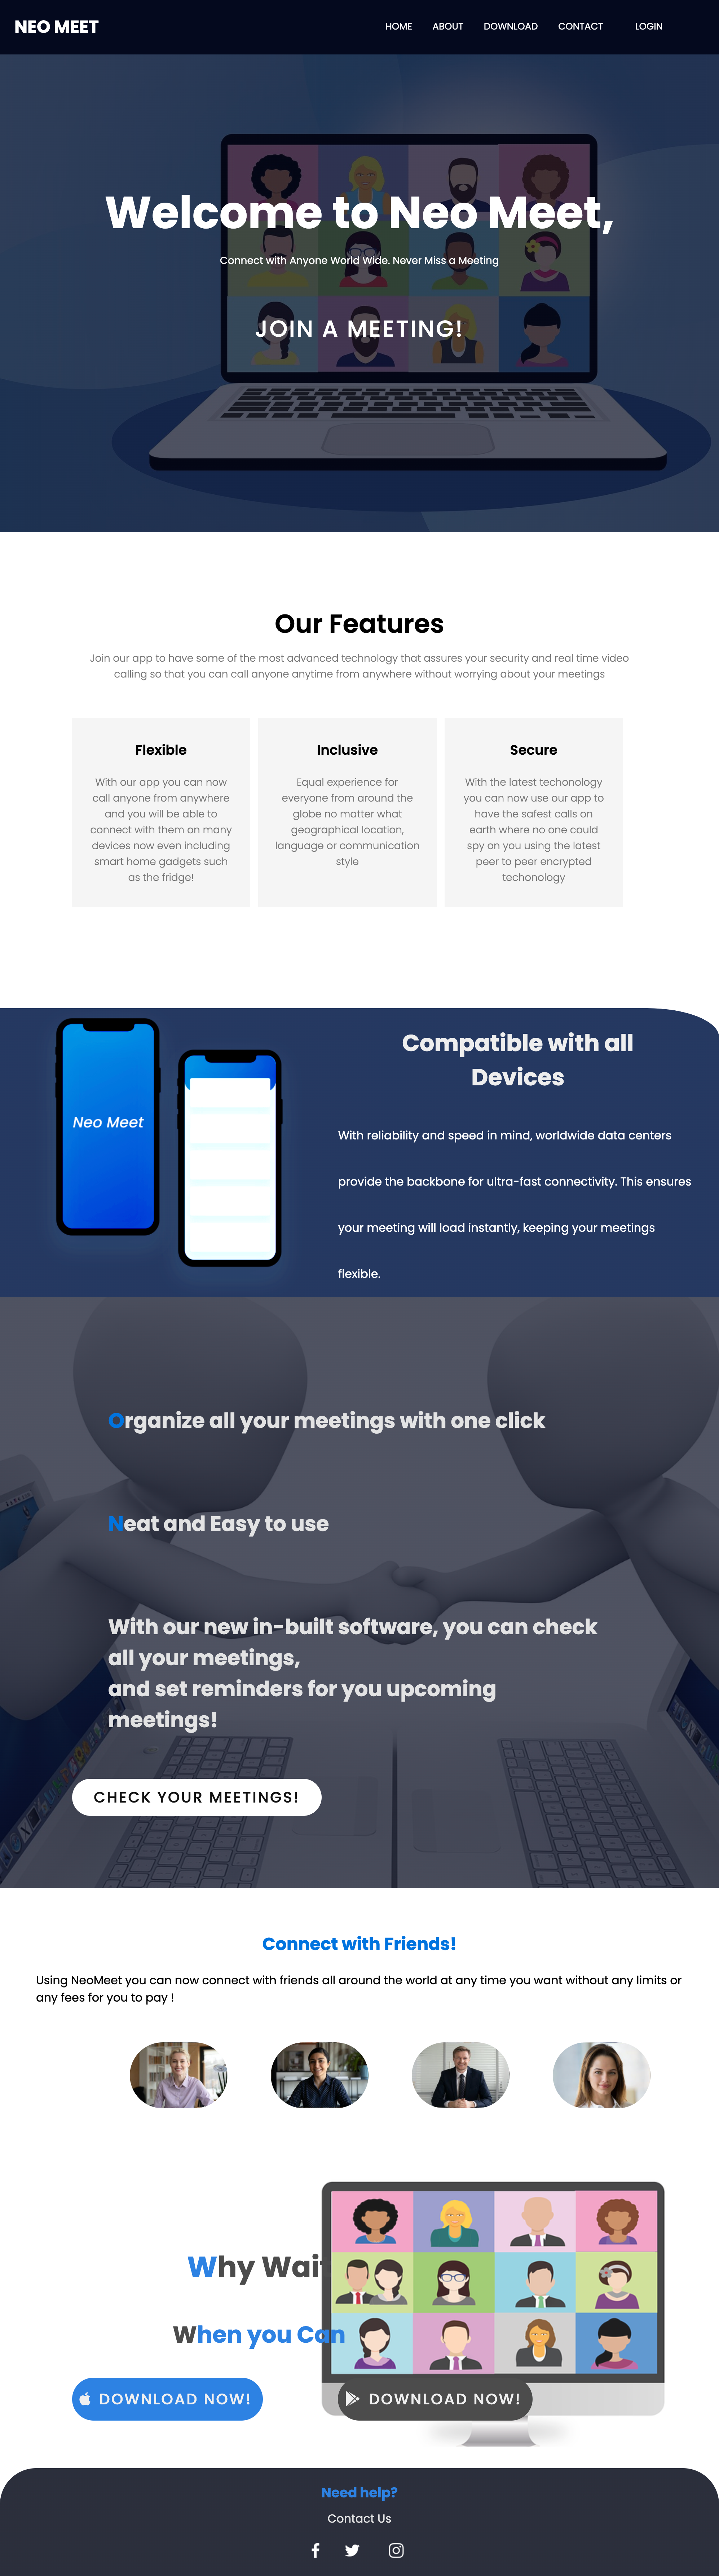 NEO MEET
HOME ABOUT DOWNLOAD CONTACT LOGIN
Welcome to Neo Meet,
Connect with Anyone World Wide. Never Miss a Meeting
JOIN A MEETING!
Our Features
Join our app to have some of the most advanced technology that assures your security and real time video
calling so that you can call anyone anytime from anywhere without worrying about your meetings
Flexible
With our app you can now
call anyone from anywhere
and you will be able to
connect with them on many
devices now even including
smart home gadgets such
as the fridge!
Inclusive
Equal experience for
everyone from around the
globe no matter what
geographical location,
language or communication
style
Secure
With the latest techonology
you can now use our app to
have the safest calls on
earth where no one could
spy on you using the latest
peer to peer encrypted
techonology
Neo Meet
Compatible with all
Devices
With reliability and speed in mind, worldwide data centers
provide the backbone for ultra-fast connectivity. This ensures
your meeting will load instantly, keeping your meetings
flexible.
Organize all your meetings with one click
Neat and Easy to use
With our new in-built software, you can check
all your meetings,
and set reminders for you upcoming
meetings!
CHECK YOUR MEETINGS!
Connect with Friends!
Using NeoMeet you can now connect with friends all around the world at any time you want without any limits or
any fees for you to pay !
Why Wait
When you Can
DOWNLOAD NOW!
DOWNLOAD NOW!
Need help?
Contact Us